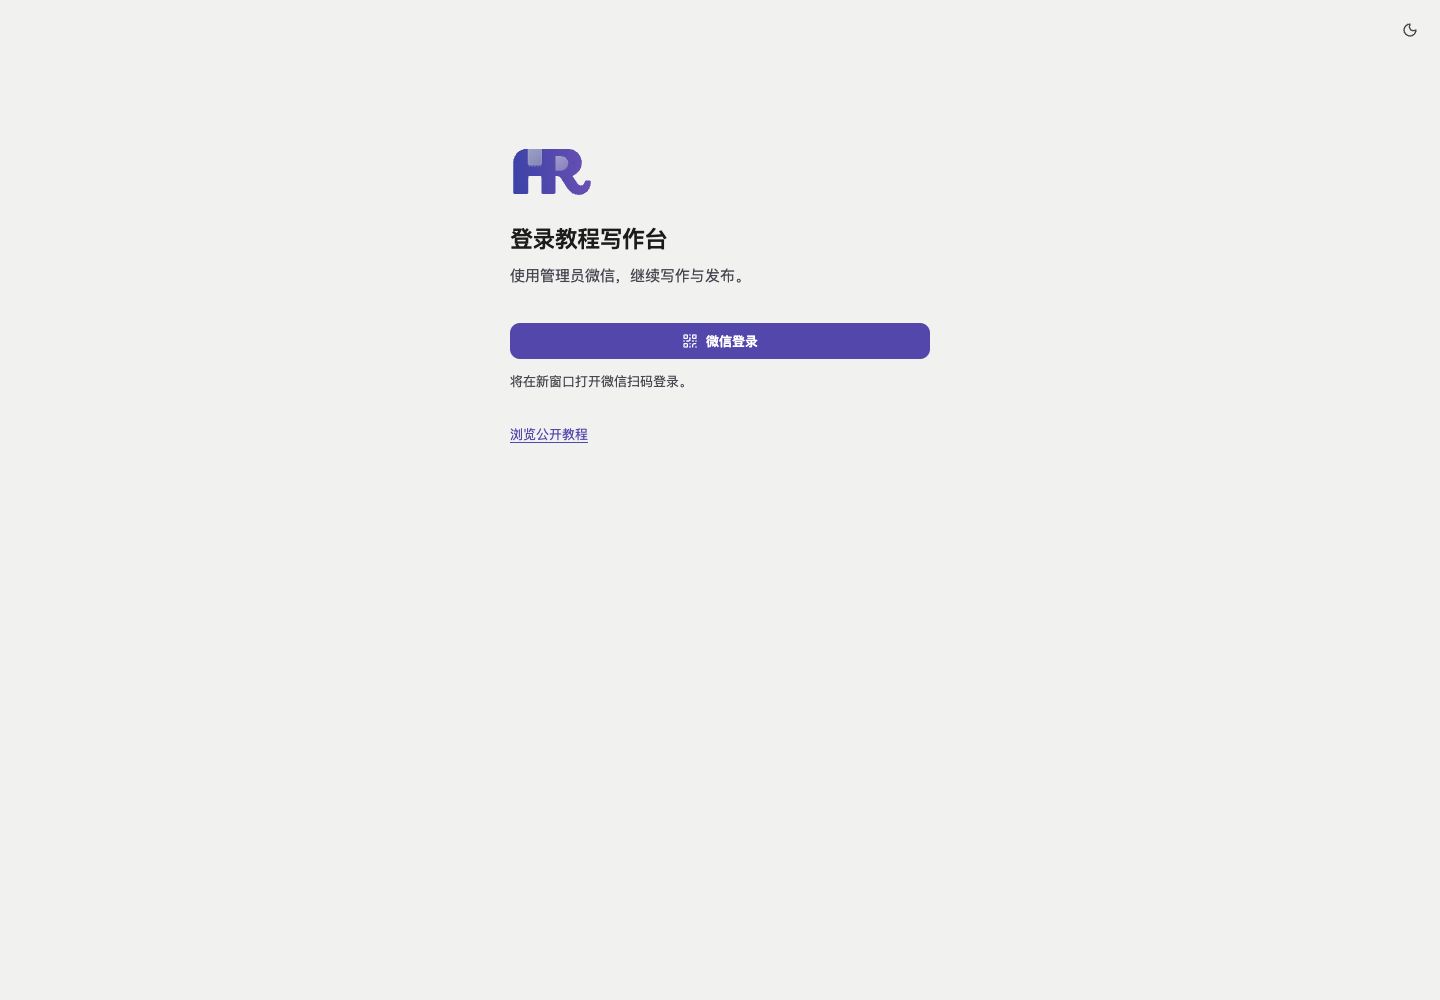 HR
登录教程写作台
使用管理员微信，继续写作与发布。
微信登录
将在新窗口打开微信扫码登录。
浏览公开教程